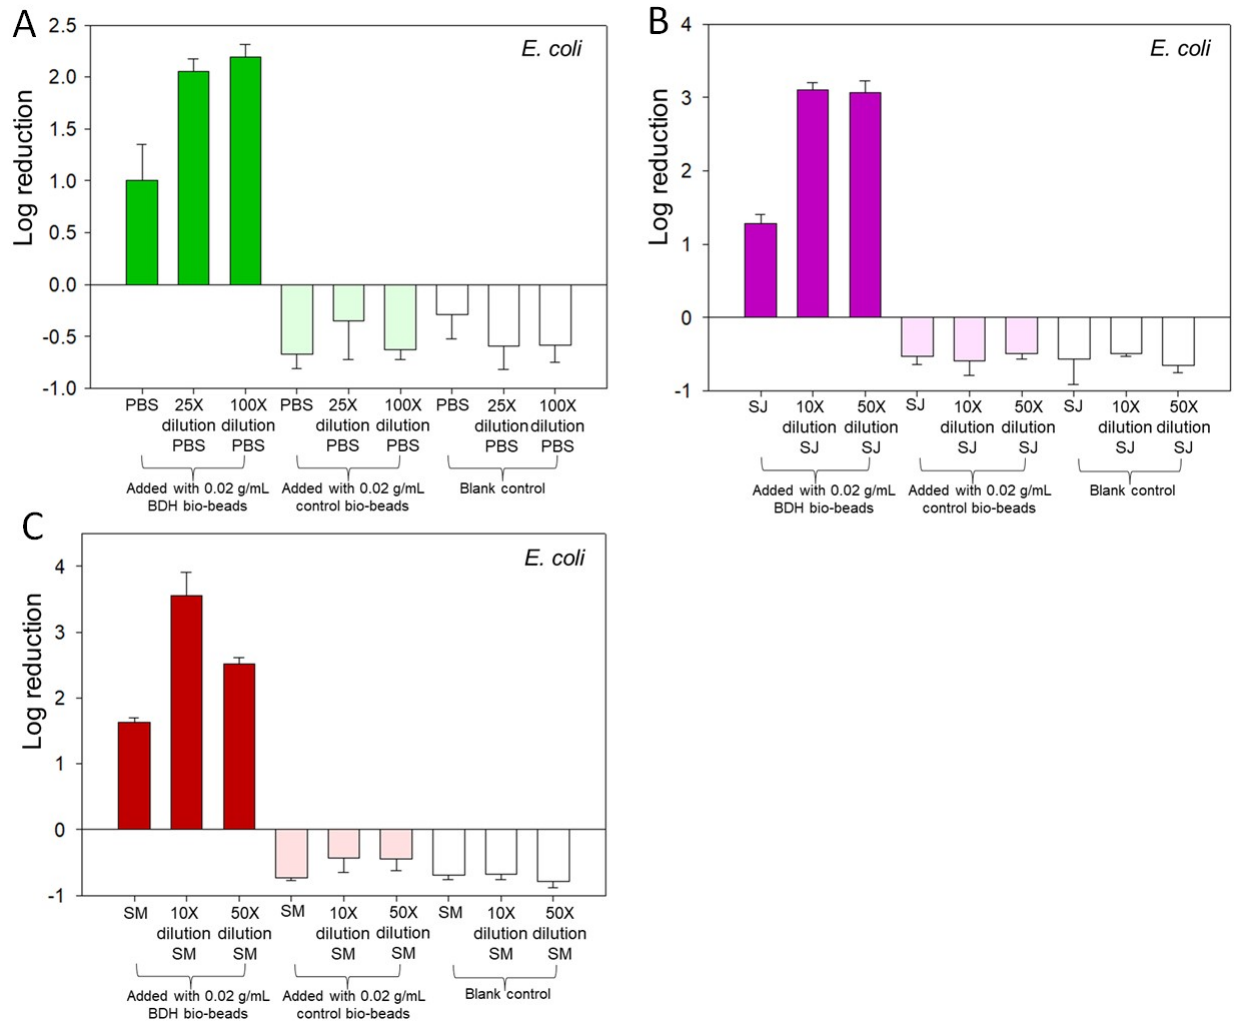 A
E. coli
Log reduction
2.5
2.0
1.5
1.0
0.5
0.0
-0.5
-1.0
PBS 25X 100X PBS 25X 100X PBS 25X 100X
dilution dilution dilution dilution dilution dilution
PBS PBS PBS PBS PBS PBS
Added with 0.02 g/mL Added with 0.02 g/mL Blank control
BDH bio-beads control bio-beads
B
E. coli
Log reduction
4
3
2
1
0
-1
SJ 10X 50X SJ 10X 50X SJ 10X 50X
dilution dilution dilution dilution dilution dilution
SJ SJ SJ SJ SJ SJ
Added with 0.02 g/mL Added with 0.02 g/mL Blank control
BDH bio-beads control bio-beads
C
E. coli
Log reduction
4
3
2
1
0
-1
SM 10X 50X SM 10X 50X SM 10X 50X
dilution dilution dilution dilution dilution dilution
SM SM SM SM SM SM
Added with 0.02 g/mL Added with 0.02 g/mL Blank control
BDH bio-beads control bio-beads